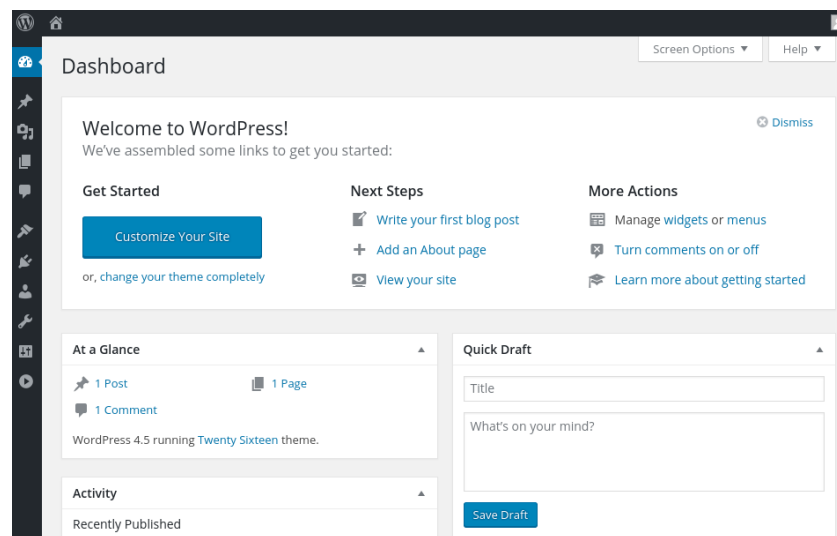 Screen Options ▼
Help ▼
Dashboard
Welcome to WordPress!
Dismiss
We've assembled some links to get you started:
Get Started
Customize Your Site
or, change your theme completely
Next Steps
Write your first blog post
Add an About page
View your site
More Actions
Manage widgets or menus
Turn comments on or off
Learn more about getting started
At a Glance
1 Post
1 Page
1 Comment
WordPress 4.5 running Twenty Sixteen theme.
Activity
Recently Published
Quick Draft
Title
What's on your mind?
Save Draft